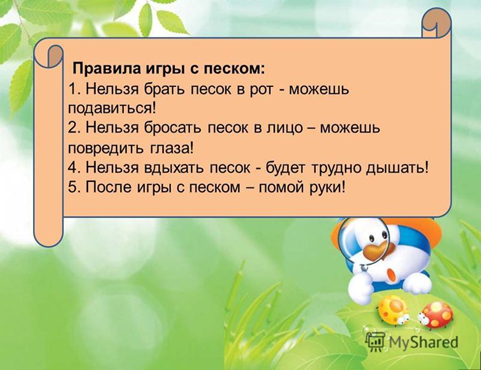 Правила игры с песком:
1. Нельзя брать песок в рот - можешь
подавиться!
2. Нельзя бросать песок в лицо – можешь
повредить глаза!
4. Нельзя вдыхать песок - будет трудно дышать!
5. После игры с песком – помой руки!
MyShared